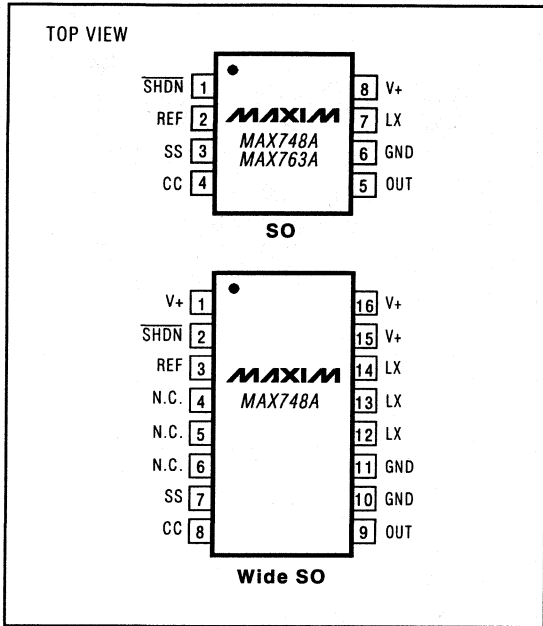 TOP VIEW
SHDN 1
REF 2
SS 3
CC 4
MAXIM
MAX748A
MAX763A
8 V+
7 LX
6 GND
5 OUT
SO
V+ 1
SHDN 2
REF 3
N.C. 4
N.C. 5
N.C. 6
SS 7
CC 8
MAXIM
MAX748A
16 V+
15 V+
14 LX
13 LX
12 LX
11 GND
10 GND
9 OUT
Wide SO